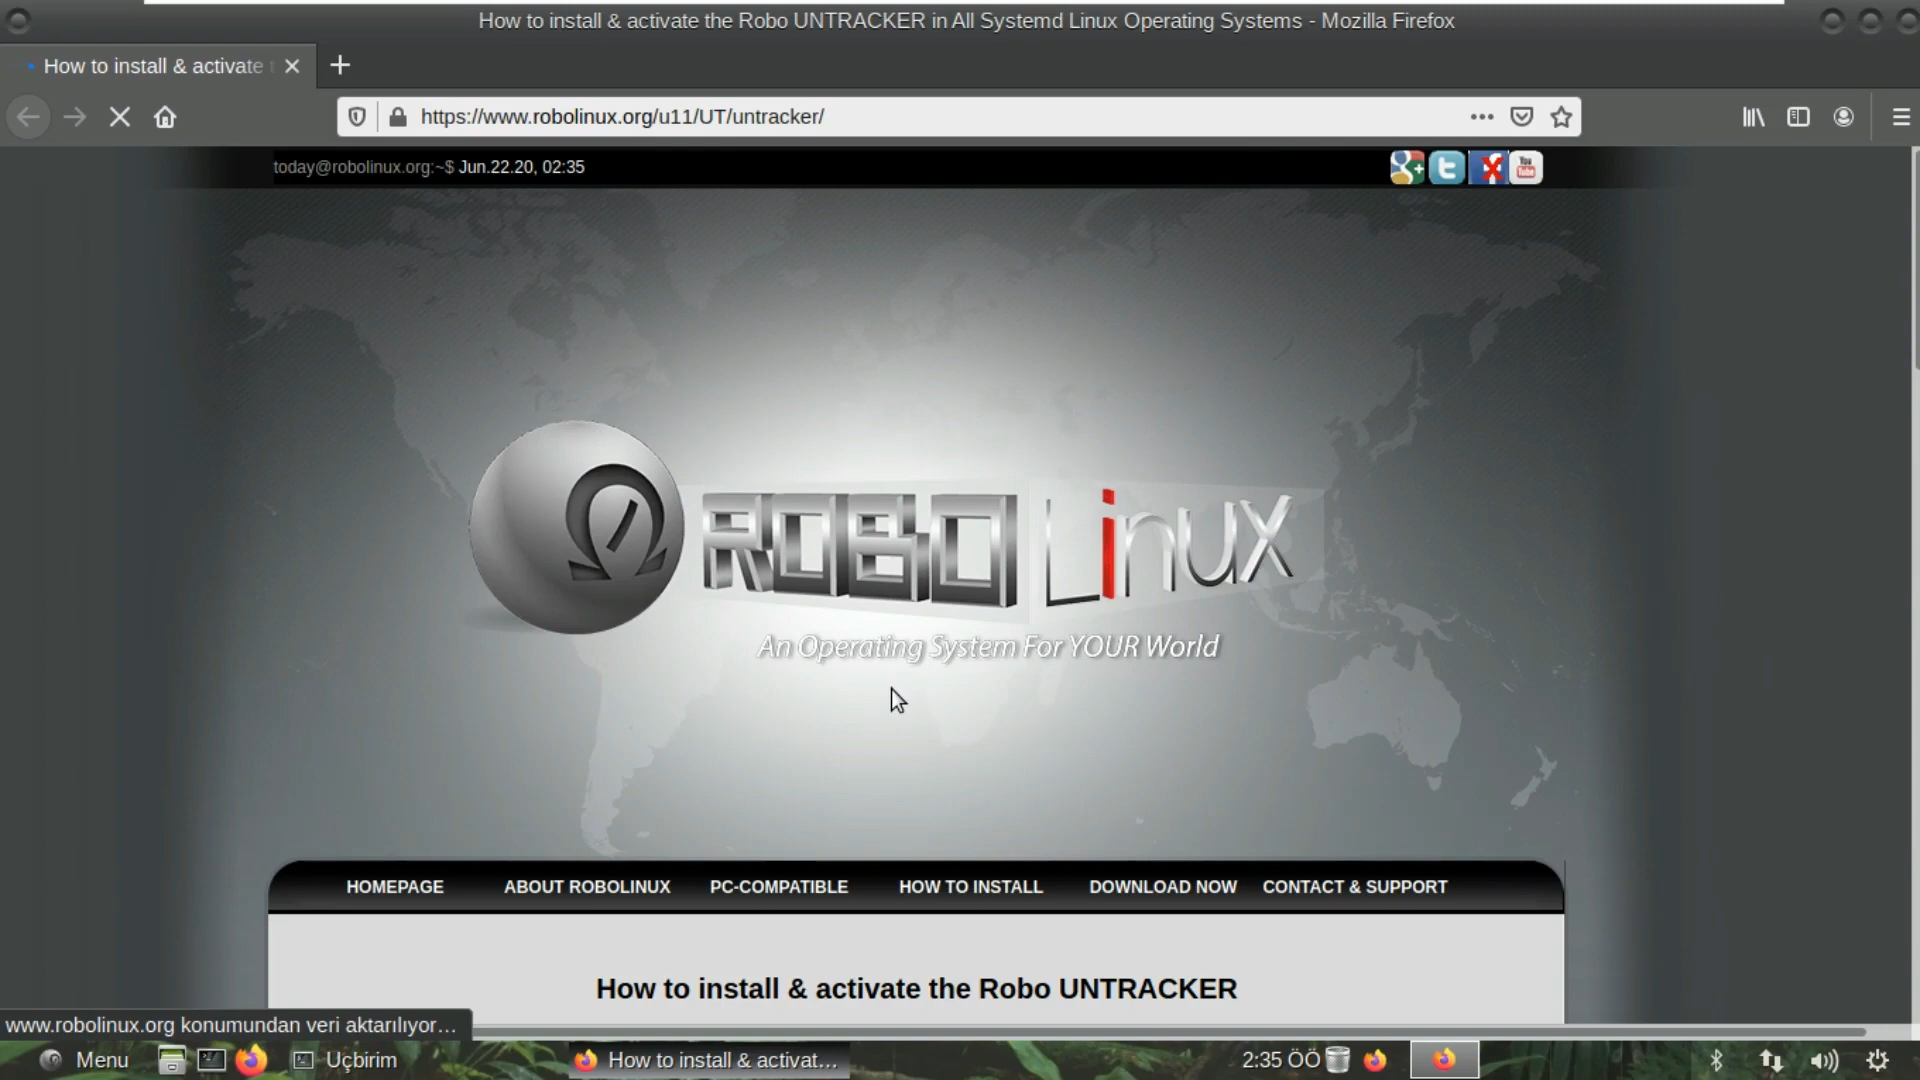 How to install & activate the Robo UNTRACKER in All Systemd Linux Operating Systems - Mozilla Firefox
How to install & activate t
https://www.robolinux.org/u11/UT/untracker/
today@robolinux.org:~$ Jun.22.20, 02:35
You
Tube
ROBO Linux
An Operating System For YOUR World
HOMEPAGE ABOUT ROBOLINUX PC-COMPATIBLE HOW TO INSTALL DOWNLOAD NOW CONTACT & SUPPORT
How to install & activate the Robo UNTRACKER
www.robolinux.org konumundan veri aktarılıyor…
Menu Uçbirim How to install & activat… 2:35 ÖÖ